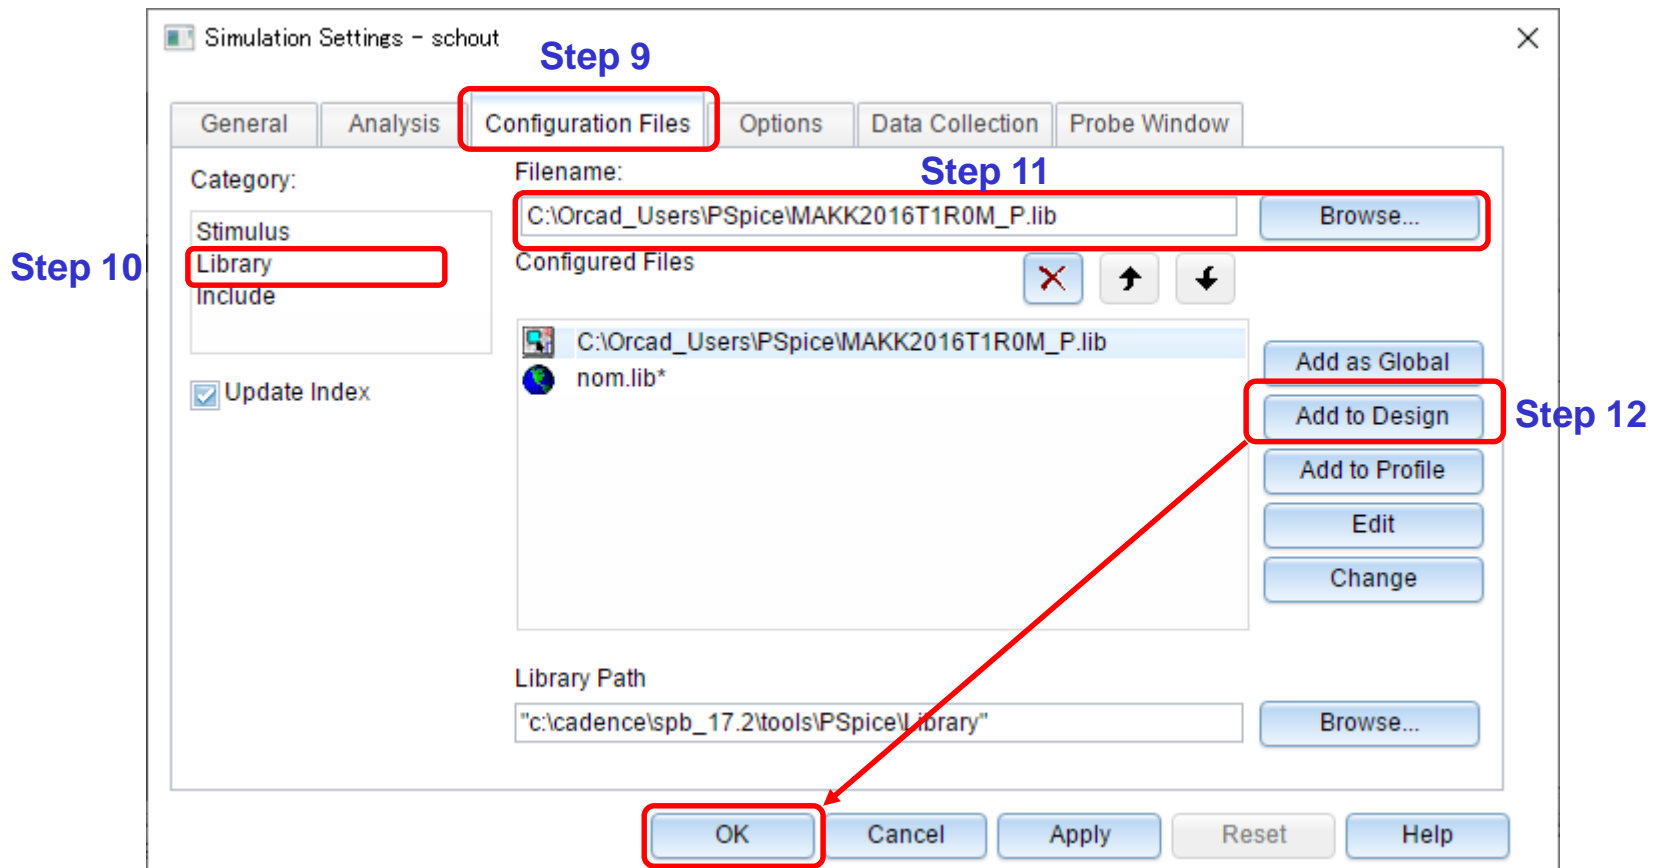 Simulation Settings - schout
Step 9
General
Analysis
Configuration Files
Options
Data Collection
Probe Window
Category:
Filename:
Step 11
C:\Orcad_Users\PSpice\MAKK2016T1R0M_P.lib
Browse...
Stimulus
Step 10
Library
Include
Configured Files
C:\Orcad_Users\PSpice\MAKK2016T1R0M_P.lib
nom.lib*
Update Index
Add as Global
Add to Design
Step 12
Add to Profile
Edit
Change
Library Path
"c:\cadence\spb_17.2\tools\PSpice\Library"
Browse...
OK
Cancel
Apply
Reset
Help